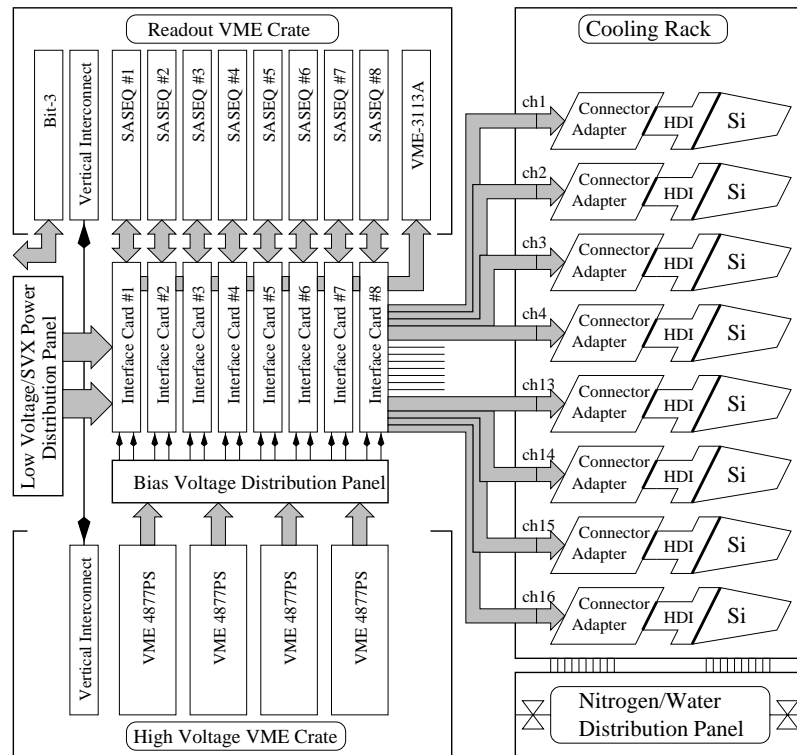 Readout VME Crate
Bit-3
Vertical Interconnect
SASEQ #1
SASEQ #2
SASEQ #3
SASEQ #4
SASEQ #5
SASEQ #6
SASEQ #7
SASEQ #8
VME-3113A
Low Voltage/SVX Power
Distribution Panel
Interface Card #1
Interface Card #2
Interface Card #3
Interface Card #4
Interface Card #5
Interface Card #6
Interface Card #7
Interface Card #8
Bias Voltage Distribution Panel
Vertical Interconnect
VME 4877PS
VME 4877PS
VME 4877PS
VME 4877PS
High Voltage VME Crate
Cooling Rack
ch1
Connector
Adapter
HDI
Si
ch2
Connector
Adapter
HDI
Si
ch3
Connector
Adapter
HDI
Si
ch4
Connector
Adapter
HDI
Si
ch13
Connector
Adapter
HDI
Si
ch14
Connector
Adapter
HDI
Si
ch15
Connector
Adapter
HDI
Si
ch16
Connector
Adapter
HDI
Si
Nitrogen/Water
Distribution Panel